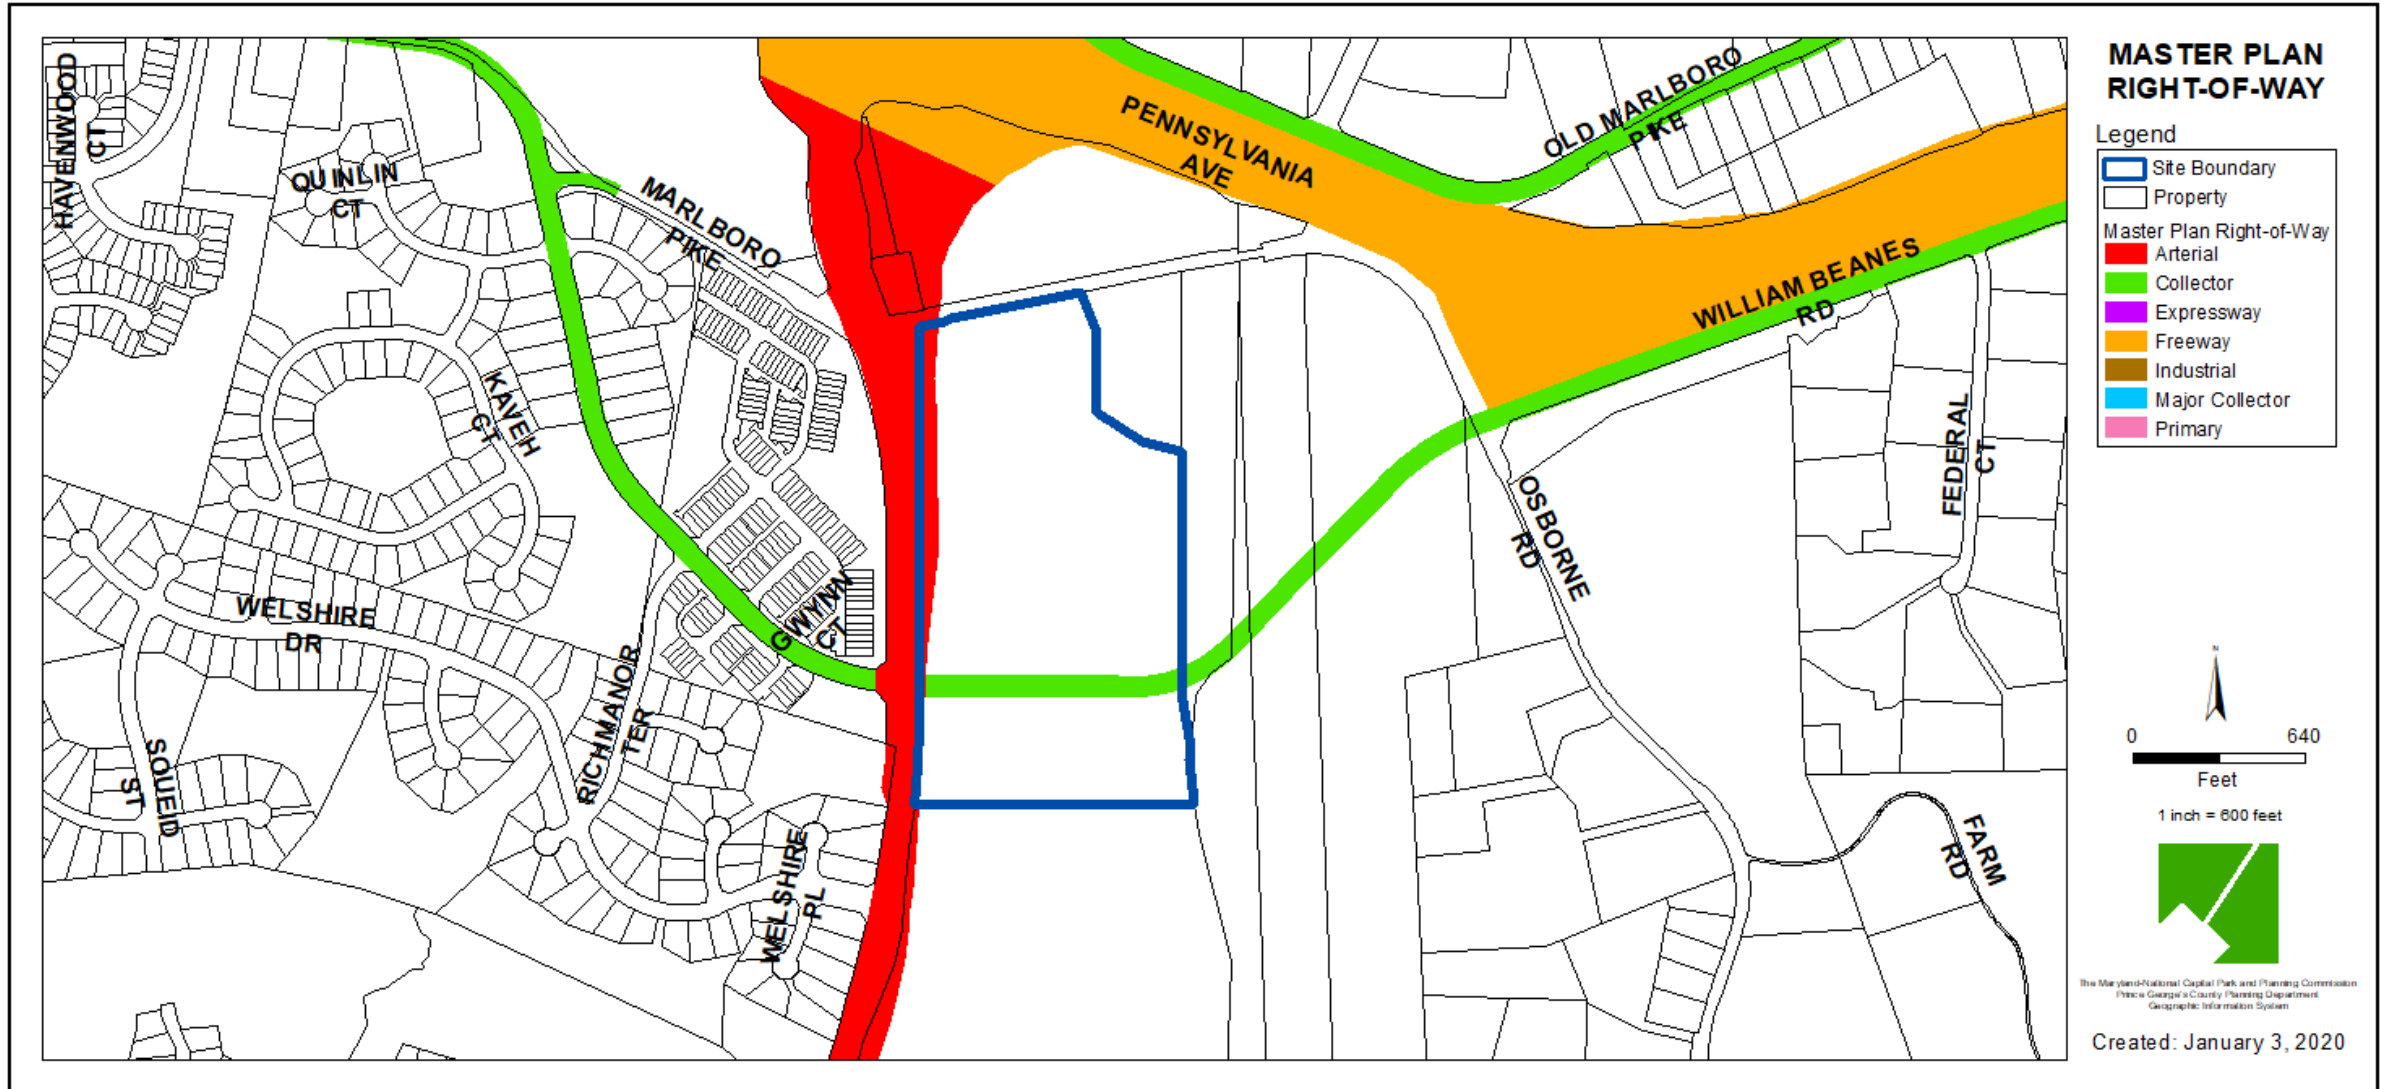 MASTER PLAN
RIGHT-OF-WAY
Legend
Site Boundary
Property
Master Plan Right-of-Way
Arterial
Collector
Expressway
Freeway
Industrial
Major Collector
Primary
HAVENWOOD
CT
QUINLIN
CT
MARLBORO
PIKE
PENNSYLVANIA
AVE
OLD MARLBORO
PIKE
WILLIAM BEANES
RD
KAVEH
CT
FEDERAL
CT
OSBORNE
RD
GWYNN
CT
WELSHIRE
DR
RICHMANOR
TER
SOUEID
ST
WELSHIRE
PL
FARM
RD
N
0 640
Feet
1 inch = 600 feet
The Maryland-National Capital Park and Planning Commission
Prince George's County Planning Department
Geographic Information System
Created: January 3, 2020